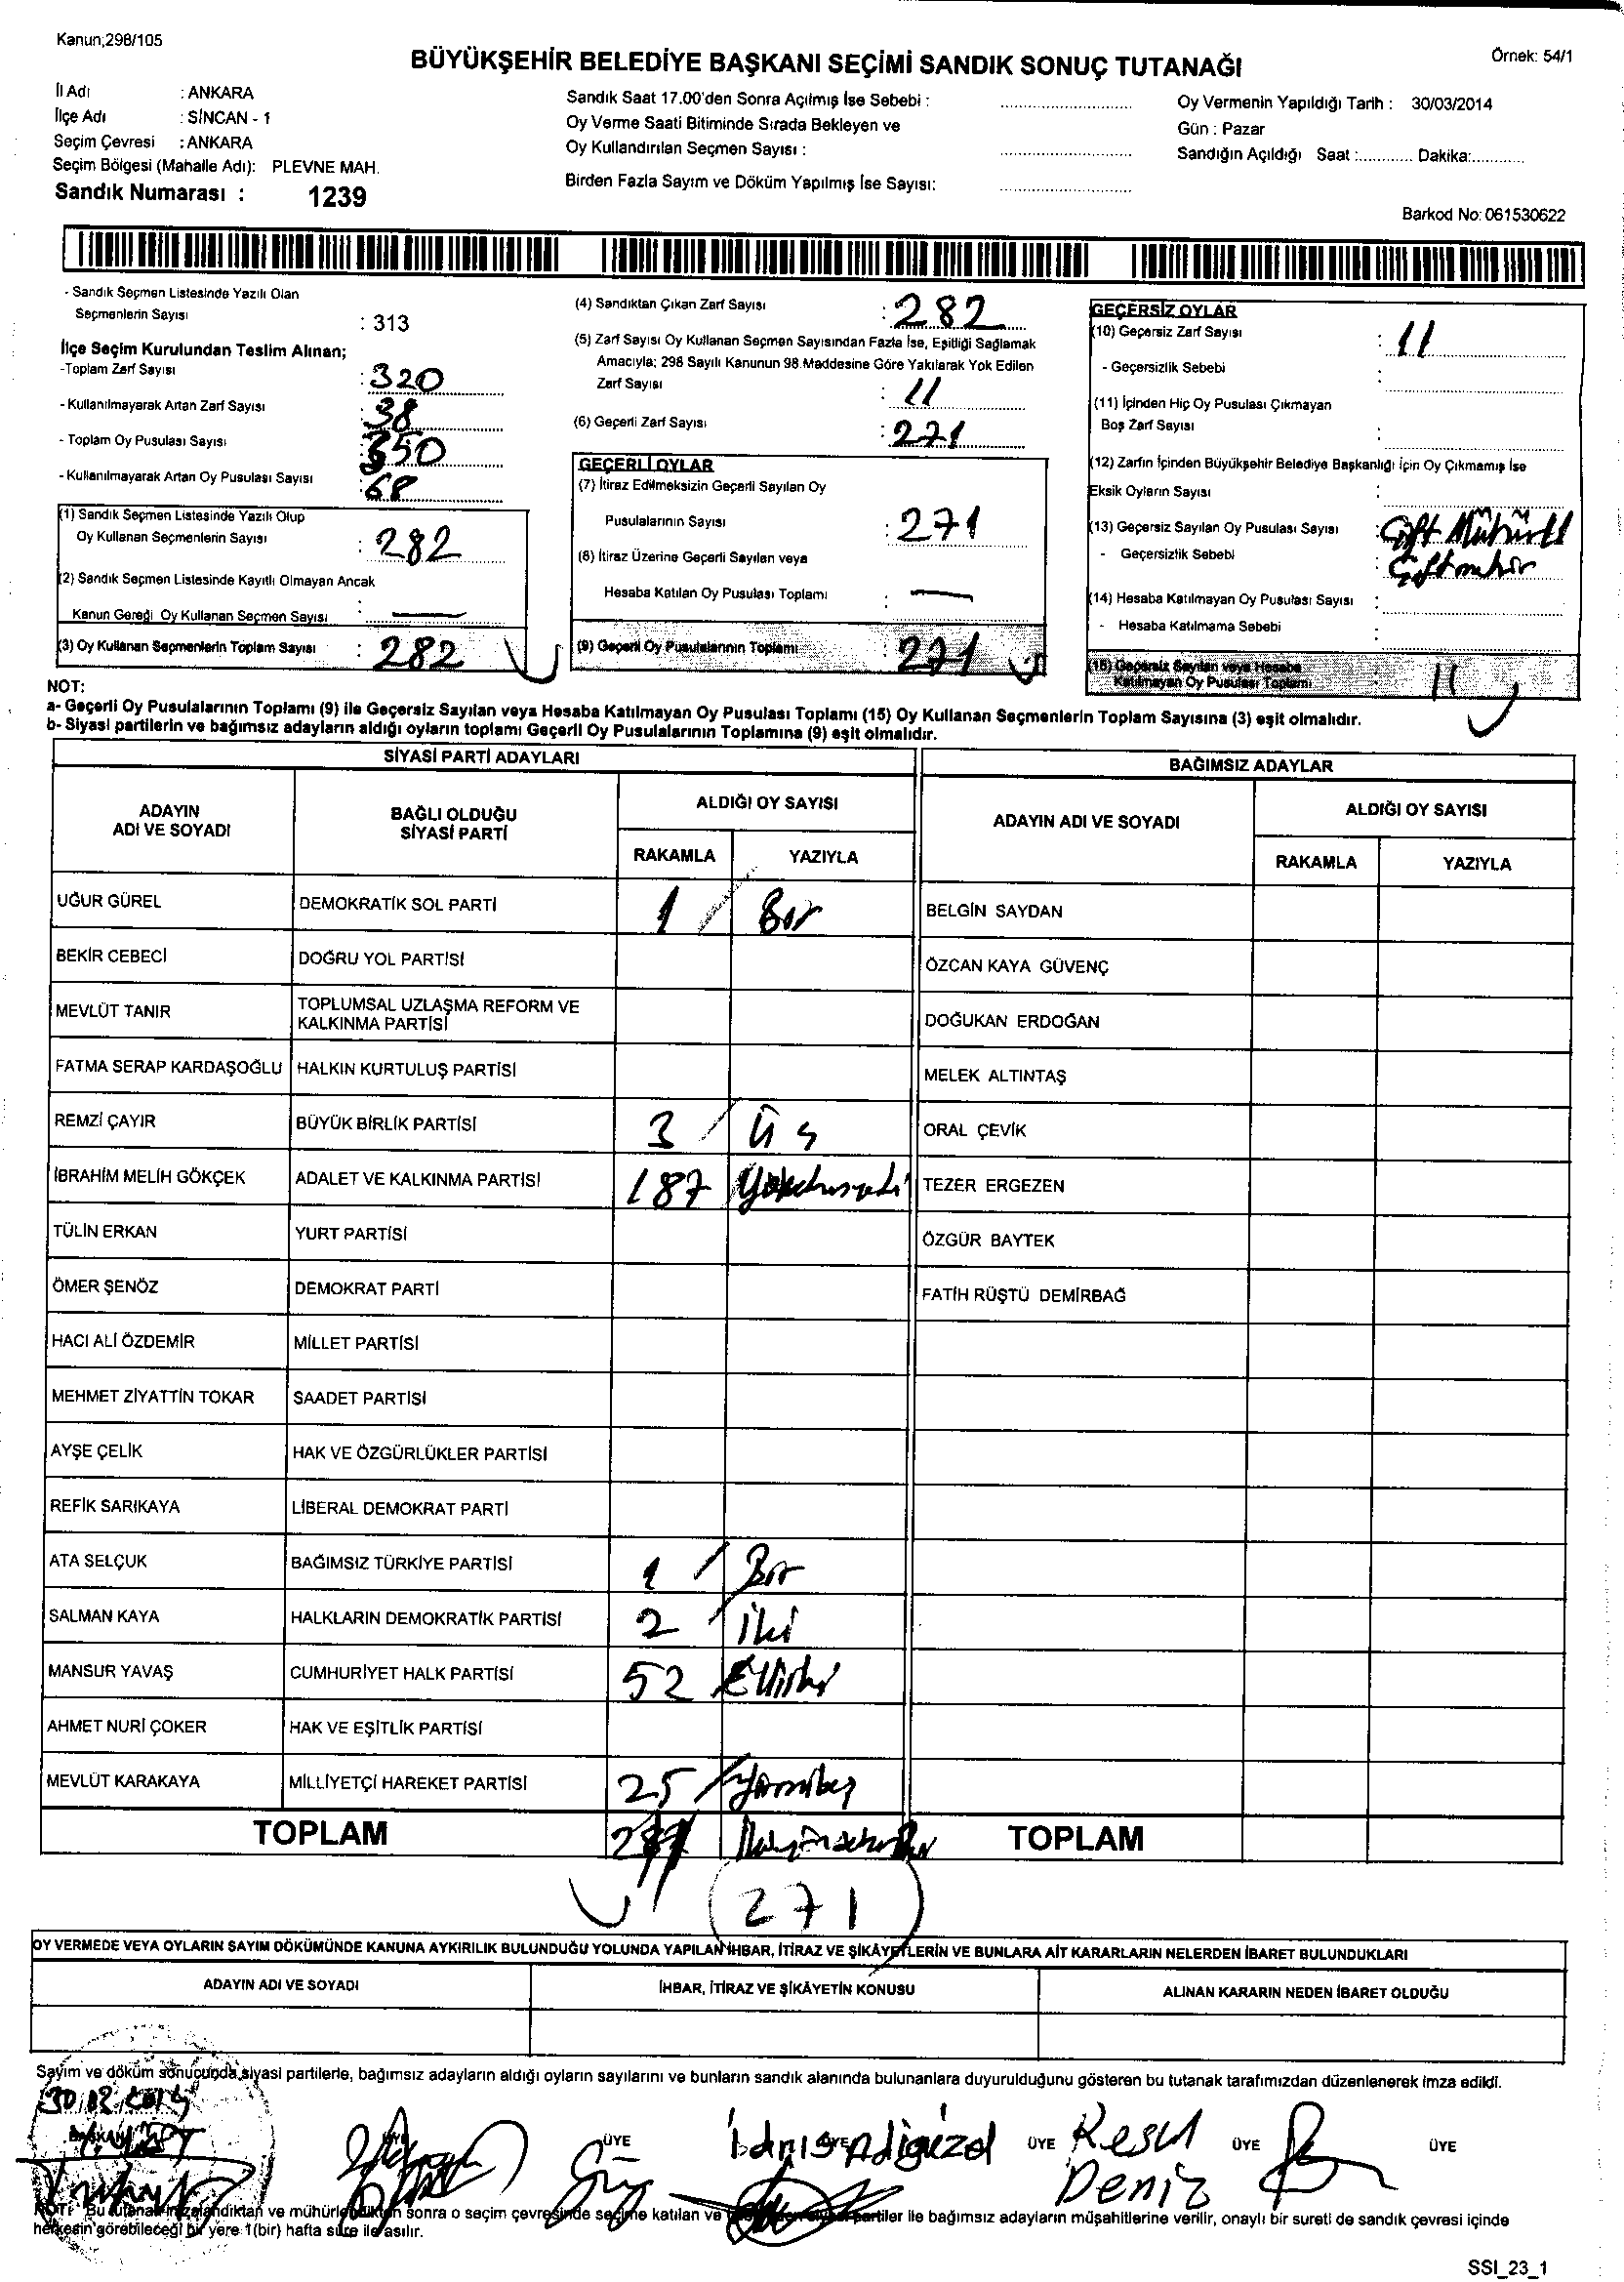 Kanun;298/105
BÜYÜKŞEHİR BELEDİYE BAŞKANI SEÇİMİ SANDIK SONUÇ TUTANAĞI
Örnek: 54/1
İl Adı : ANKARA
İlçe Adı : SİNCAN - 1
Seçim Çevresi : ANKARA
Seçim Bölgesi (Mahalle Adı): PLEVNE MAH.
Sandık Numarası : 1239
Sandık Saat 17.00'den Sonra Açılmış İse Sebebi :
Oy Verme Saati Bitiminde Sırada Bekleyen ve
Oy Kullandırılan Seçmen Sayısı :
Birden Fazla Sayım ve Döküm Yapılmış İse Sayısı:
Oy Vermenin Yapıldığı Tarih : 30/03/2014
Gün : Pazar
Sandığın Açıldığı Saat :............ Dakika:............
Barkod No: 061530622
- Sandık Seçmen Listesinde Yazılı Olan
Seçmenlerin Sayısı : 313
İlçe Seçim Kurulundan Teslim Alınan;
-Toplam Zarf Sayısı : 320
- Kullanılmayarak Artan Zarf Sayısı : 38
- Toplam Oy Pusulası Sayısı : 350
- Kullanılmayarak Artan Oy Pusulası Sayısı : 68
(1) Sandık Seçmen Listesinde Yazılı Olup
Oy Kullanan Seçmenlerin Sayısı : 282
(2) Sandık Seçmen Listesinde Kayıtlı Olmayan Ancak
Kanun Gereği Oy Kullanan Seçmen Sayısı : —
(3) Oy Kullanan Seçmenlerin Toplam Sayısı : 282
(4) Sandıktan Çıkan Zarf Sayısı : 282
(5) Zarf Sayısı Oy Kullanan Seçmen Sayısından Fazla İse, Eşitliği Sağlamak
Amacıyla; 298 Sayılı Kanunun 98.Maddesine Göre Yakılarak Yok Edilen
Zarf Sayısı : 11
(6) Geçerli Zarf Sayısı : 271
GEÇERLİ OYLAR
(7) İtiraz Edilmeksizin Geçerli Sayılan Oy
Pusulalarının Sayısı : 271
(8) İtiraz Üzerine Geçerli Sayılan veya
Hesaba Katılan Oy Pusulası Toplamı : —
(9) Geçerli Oy Pusulalarının Toplamı : 271
GEÇERSİZ OYLAR
(10) Geçersiz Zarf Sayısı : 11
- Geçersizlik Sebebi :
(11) İçinden Hiç Oy Pusulası Çıkmayan
Boş Zarf Sayısı :
(12) Zarfın İçinden Büyükşehir Belediye Başkanlığı İçin Oy Çıkmamış İse
Eksik Oyların Sayısı :
(13) Geçersiz Sayılan Oy Pusulası Sayısı : Çift Mühürlü
- Geçersizlik Sebebi : Çift mühür
(14) Hesaba Katılmayan Oy Pusulası Sayısı :
- Hesaba Katılmama Sebebi :
(15) Geçersiz Sayılan veya Hesaba
Katılmayan Oy Pusulası Toplamı : 11
NOT:
a- Geçerli Oy Pusulalarının Toplamı (9) ile Geçersiz Sayılan veya Hesaba Katılmayan Oy Pusulası Toplamı (15) Oy Kullanan Seçmenlerin Toplam Sayısına (3) eşit olmalıdır.
b- Siyasi partilerin ve bağımsız adayların aldığı oyların toplamı Geçerli Oy Pusulalarının Toplamına (9) eşit olmalıdır.
SİYASİ PARTİ ADAYLARI
ADAYIN ADI VE SOYADI
BAĞLI OLDUĞU SİYASİ PARTİ
ALDIĞI OY SAYISI
RAKAMLA YAZIYLA
UĞUR GÜREL DEMOKRATİK SOL PARTİ 1 / Bir
BEKİR CEBECİ DOĞRU YOL PARTİSİ
MEVLÜT TANIR TOPLUMSAL UZLAŞMA REFORM VE KALKINMA PARTİSİ
FATMA SERAP KARDAŞOĞLU HALKIN KURTULUŞ PARTİSİ
REMZİ ÇAYIR BÜYÜK BİRLİK PARTİSİ 3 / Üç
İBRAHİM MELİH GÖKÇEK ADALET VE KALKINMA PARTİSİ 187
TÜLİN ERKAN YURT PARTİSİ
ÖMER ŞENÖZ DEMOKRAT PARTİ
HACI ALİ ÖZDEMİR MİLLET PARTİSİ
MEHMET ZİYATTİN TOKAR SAADET PARTİSİ
AYŞE ÇELİK HAK VE ÖZGÜRLÜKLER PARTİSİ
REFİK SARIKAYA LİBERAL DEMOKRAT PARTİ
ATA SELÇUK BAĞIMSIZ TÜRKİYE PARTİSİ 1 / Bir
SALMAN KAYA HALKLARIN DEMOKRATİK PARTİSİ 2 / İki
MANSUR YAVAŞ CUMHURİYET HALK PARTİSİ 52 Elliiki
AHMET NURİ ÇOKER HAK VE EŞİTLİK PARTİSİ
MEVLÜT KARAKAYA MİLLİYETÇİ HAREKET PARTİSİ 25 / Yirmibeş
TOPLAM
271
BAĞIMSIZ ADAYLAR
ADAYIN ADI VE SOYADI
ALDIĞI OY SAYISI
RAKAMLA YAZIYLA
BELGİN SAYDAN
ÖZCAN KAYA GÜVENÇ
DOĞUKAN ERDOĞAN
MELEK ALTINTAŞ
ORAL ÇEVİK
TEZER ERGEZEN
ÖZGÜR BAYTEK
FATİH RÜŞTÜ DEMİRBAĞ
TOPLAM
OY VERMEDE VEYA OYLARIN SAYIM DÖKÜMÜNDE KANUNA AYKIRILIK BULUNDUĞU YOLUNDA YAPILAN İHBAR, İTİRAZ VE ŞİKÂYETLERİN VE BUNLARA AİT KARARLARIN NELERDEN İBARET BULUNDUKLARI
ADAYIN ADI VE SOYADI İHBAR, İTİRAZ VE ŞİKÂYETİN KONUSU ALINAN KARARIN NEDEN İBARET OLDUĞU
Sayım ve döküm sonucunda siyasi partilerle, bağımsız adayların aldığı oyların sayılarını ve bunların sandık alanında bulunanlara duyurulduğunu gösteren bu tutanak tarafımızdan düzenlenerek imza edildi.
BAŞKAN ÜYE ÜYE Adıgüzel ÜYE Resul Deniz ÜYE ÜYE
NOT: Bu tutanak imzalandıktan ve mühürlendikten sonra o seçim çevresinde seçime katılan ve partiler ile bağımsız adayların müşahitlerine verilir, onaylı bir sureti de sandık çevresi içinde
herkesin görebileceği bir yere 1(bir) hafta süre ile asılır.
SSI_23_1